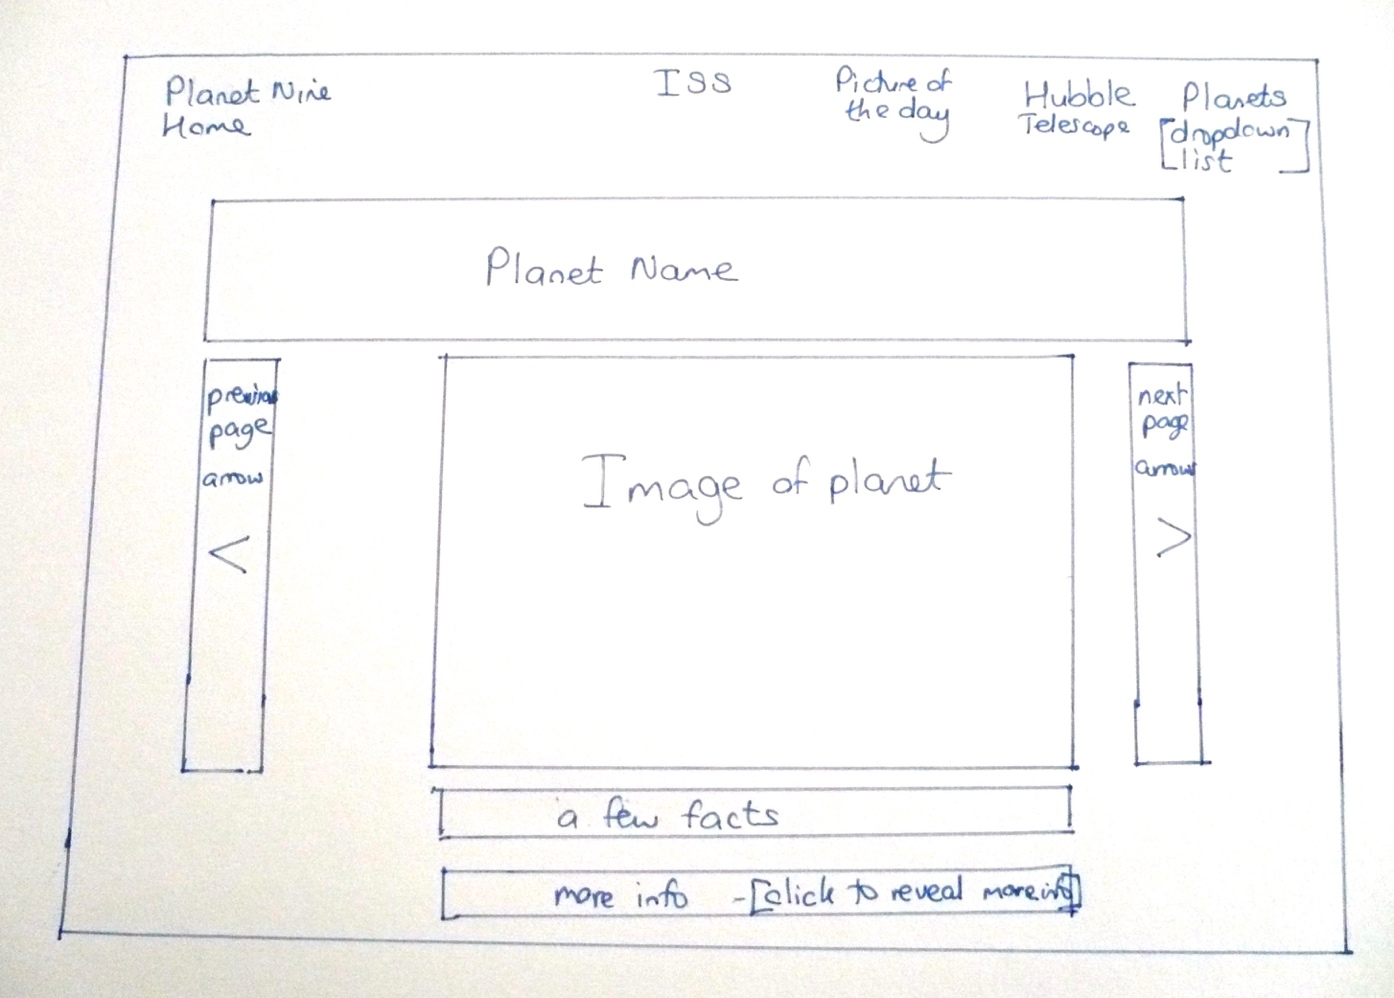 Planet Nine
Home
ISS
Picture of
the day
Hubble
Telescope
Planets
[dropdown
list]
Planet Name
previous
page
arrow
<
Image of planet
next
page
arrow
>
a few facts
more info - [click to reveal more info]